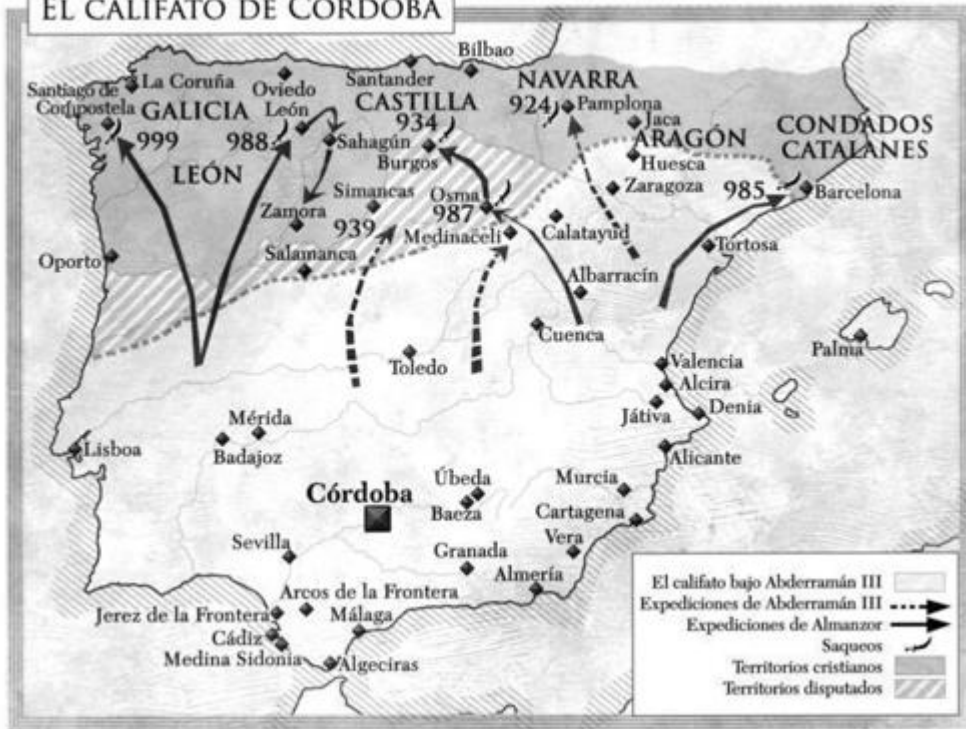 EL CALIFATO DE CÓRDOBA
Bilbao
Santander
La Coruña
Oviedo
NAVARRA
Santiago de
Compostela
GALICIA
León
CASTILLA
924
Pamplona
999
988
934
Jaca
CONDADOS
CATALANES
Sahagún
Burgos
ARAGÓN
Huesca
LEÓN
Simancas
Osma
Zaragoza
985
Barcelona
Zamora
939
987
Medinaceli
Calatayud
Tortosa
Oporto
Salamanca
Albarracín
Cuenca
Palma
Toledo
Valencia
Alcira
Játiva
Denia
Mérida
Badajoz
Lisboa
Alicante
Úbeda
Murcia
Córdoba
Baeza
Cartagena
Sevilla
Granada
Vera
Almería
Arcos de la Frontera
Jerez de la Frontera
Málaga
Cádiz
Medina Sidonia
Algeciras
El califato bajo Abderramán III
Expediciones de Abderramán III
Expediciones de Almanzor
Saqueos
Territorios cristianos
Territorios disputados